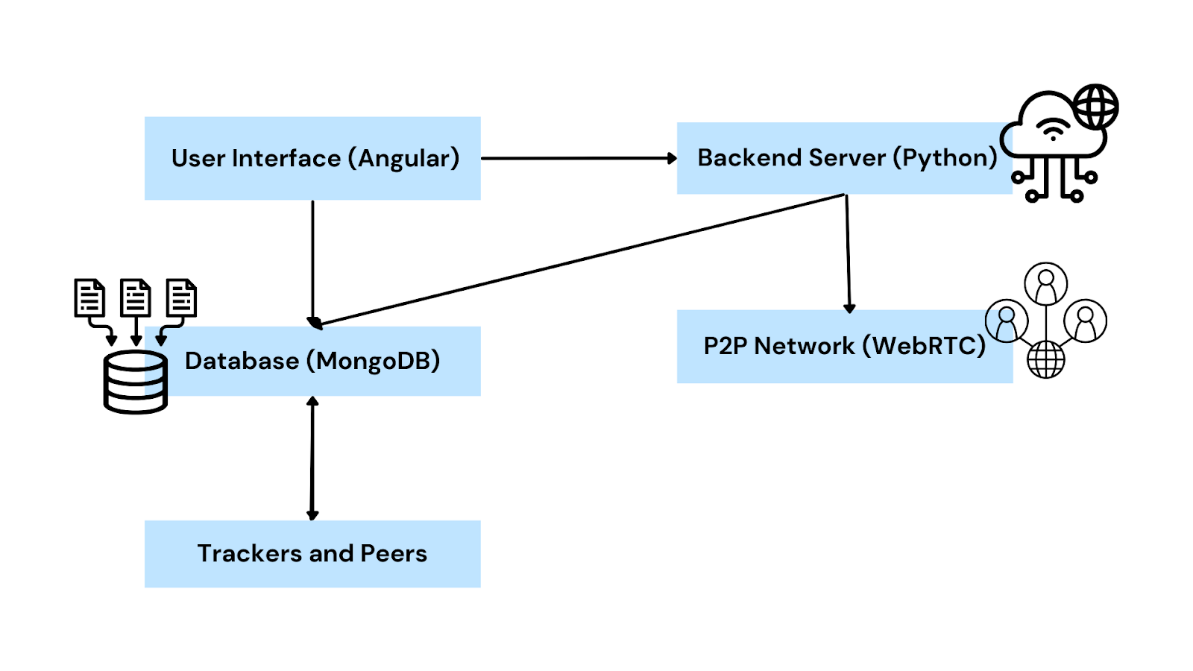 User Interface (Angular)
Backend Server (Python)
Database (MongoDB)
P2P Network (WebRTC)
Trackers and Peers